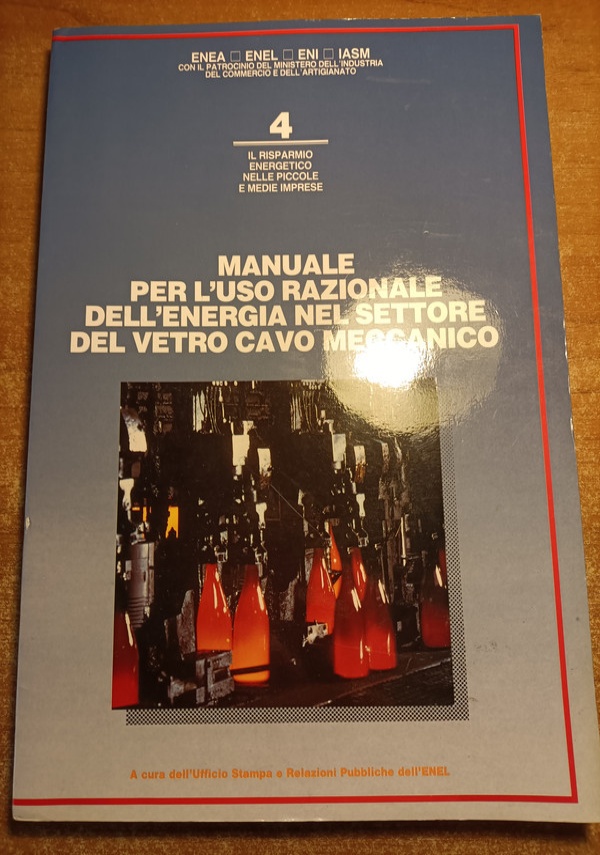 ENEA □ ENEL □ ENI □ IASM
CON IL PATROCINIO DEL MINISTERO DELL'INDUSTRIA
DEL COMMERCIO E DELL'ARTIGIANATO
4
IL RISPARMIO
ENERGETICO
NELLE PICCOLE
E MEDIE IMPRESE
MANUALE
PER L'USO RAZIONALE
DELL'ENERGIA NEL SETTORE
DEL VETRO CAVO MECCANICO
A cura dell'Ufficio Stampa e Relazioni Pubbliche dell'ENEL